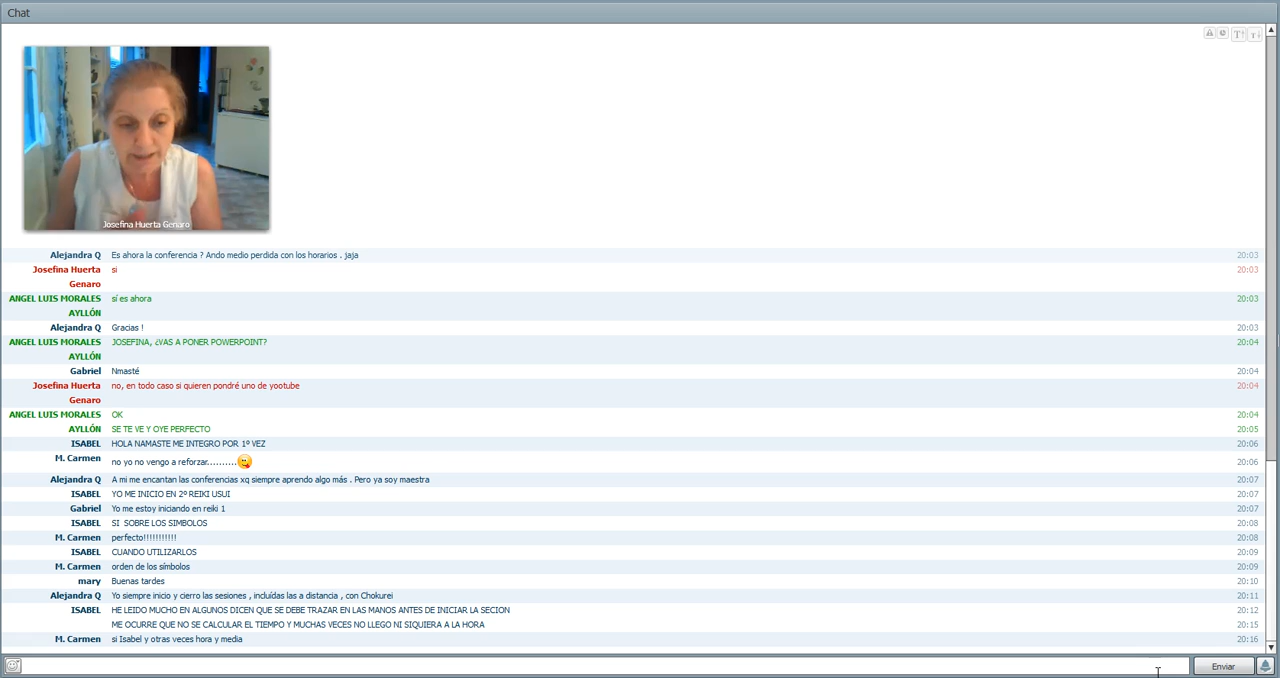 Chat
Josefina Huerta Genaro
Alejandra Q Es ahora la conferencia ? Ando medio perdida con los horarios . jaja 20:03
Josefina Huerta si 20:03
Genaro
ANGEL LUIS MORALES sí es ahora 20:03
AYLLÓN
Alejandra Q Gracias ! 20:03
ANGEL LUIS MORALES JOSEFINA, ¿VAS A PONER POWERPOINT? 20:04
AYLLÓN
Gabriel Nmasté 20:04
Josefina Huerta no, en todo caso si quieren pondré uno de yootube 20:04
Genaro
ANGEL LUIS MORALES OK 20:04
AYLLÓN SE TE VE Y OYE PERFECTO 20:05
ISABEL HOLA NAMASTE ME INTEGRO POR 1º VEZ 20:06
M. Carmen no yo no vengo a reforzar.......... 20:06
Alejandra Q A mi me encantan las conferencias xq siempre aprendo algo más . Pero ya soy maestra 20:07
ISABEL YO ME INICIO EN 2º REIKI USUI 20:07
Gabriel Yo me estoy iniciando en reiki 1 20:07
ISABEL SI SOBRE LOS SIMBOLOS 20:08
M. Carmen perfecto!!!!!!!!!!! 20:08
ISABEL CUANDO UTILIZARLOS 20:09
M. Carmen orden de los símbolos 20:09
mary Buenas tardes 20:10
Alejandra Q Yo siempre inicio y cierro las sesiones , incluídas las a distancia , con Chokurei 20:11
ISABEL HE LEIDO MUCHO EN ALGUNOS DICEN QUE SE DEBE TRAZAR EN LAS MANOS ANTES DE INICIAR LA SECION 20:12
ME OCURRE QUE NO SE CALCULAR EL TIEMPO Y MUCHAS VECES NO LLEGO NI SIQUIERA A LA HORA 20:15
M. Carmen si Isabel y otras veces hora y media 20:16
Enviar